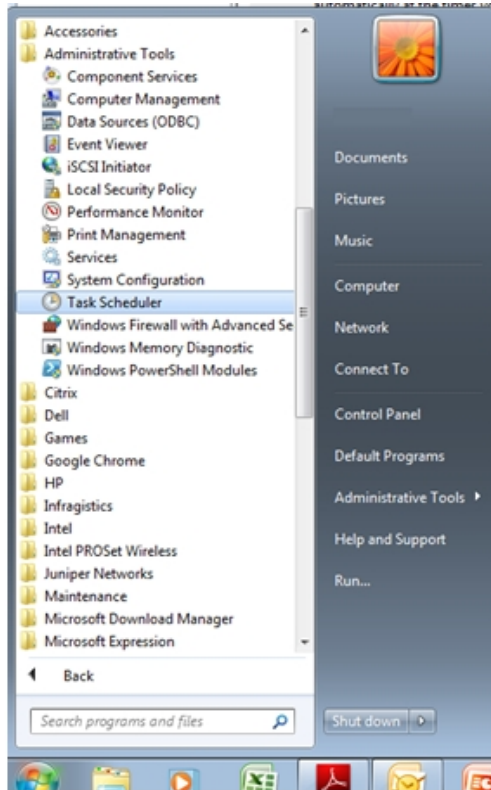 Accessories
Administrative Tools
Component Services
Computer Management
Data Sources (ODBC)
Event Viewer
iSCSI Initiator
Local Security Policy
Performance Monitor
Print Management
Services
System Configuration
Task Scheduler
Windows Firewall with Advanced Se
Windows Memory Diagnostic
Windows PowerShell Modules
Citrix
Dell
Games
Google Chrome
HP
Infragistics
Intel
Intel PROSet Wireless
Juniper Networks
Maintenance
Microsoft Download Manager
Microsoft Expression
Back
Search programs and files
Documents
Pictures
Music
Computer
Network
Connect To
Control Panel
Default Programs
Administrative Tools
Help and Support
Run...
Shut down